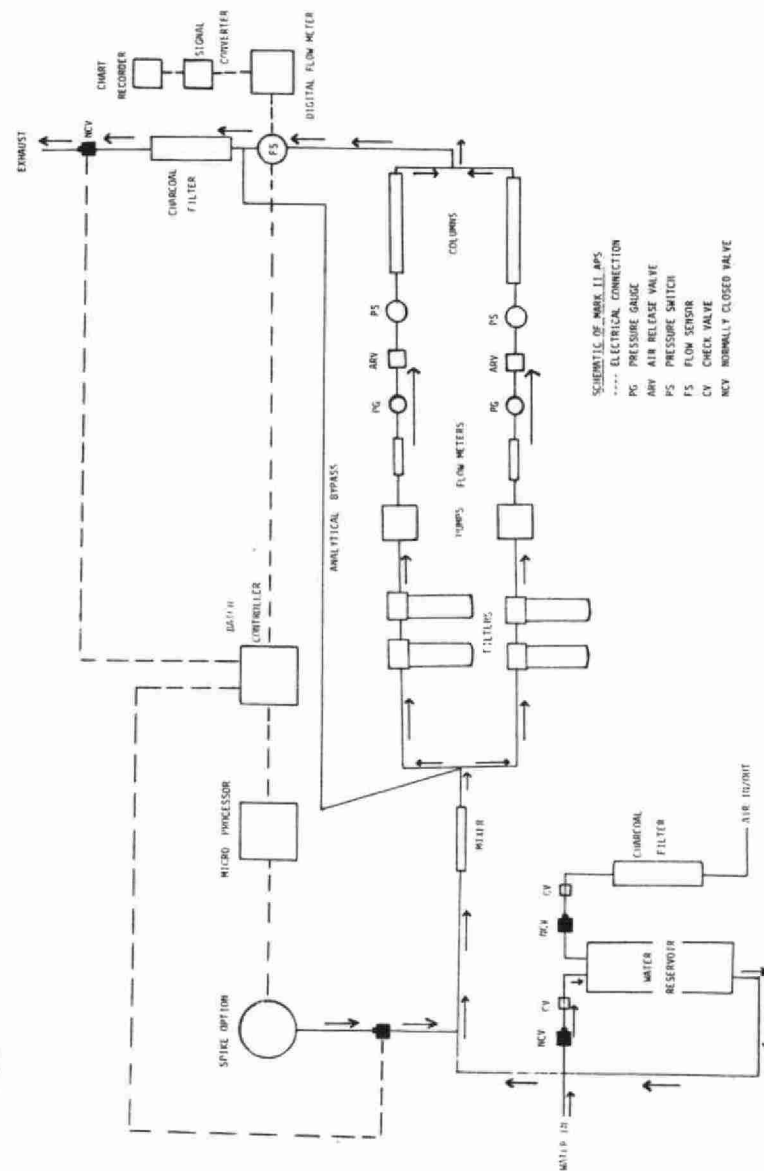 EXHAUST
NCV
CHARCOAL
FILTER
CHART
RECORDER
SIGNAL
CONVERTER
DIGITAL FLOW METER
FS
CONTROLLER
MICRO PROCESSOR
SPIKE OPTION
ANALYTICAL BYPASS
COLUMNS
PS
ARV
PG
FLOW METERS
PUMPS
FILTERS
PS
ARV
PG
MIXER
WATER IN
NCV
CV
WATER
RESERVOIR
NCV
CV
CHARCOAL
FILTER
AIR IN/OUT
SCHEMATIC OF MARK II APS
---- ELECTRICAL CONNECTION
PG PRESSURE GAUGE
ARV AIR RELEASE VALVE
PS PRESSURE SWITCH
FS FLOW SENSOR
CV CHECK VALVE
NCV NORMALLY CLOSED VALVE